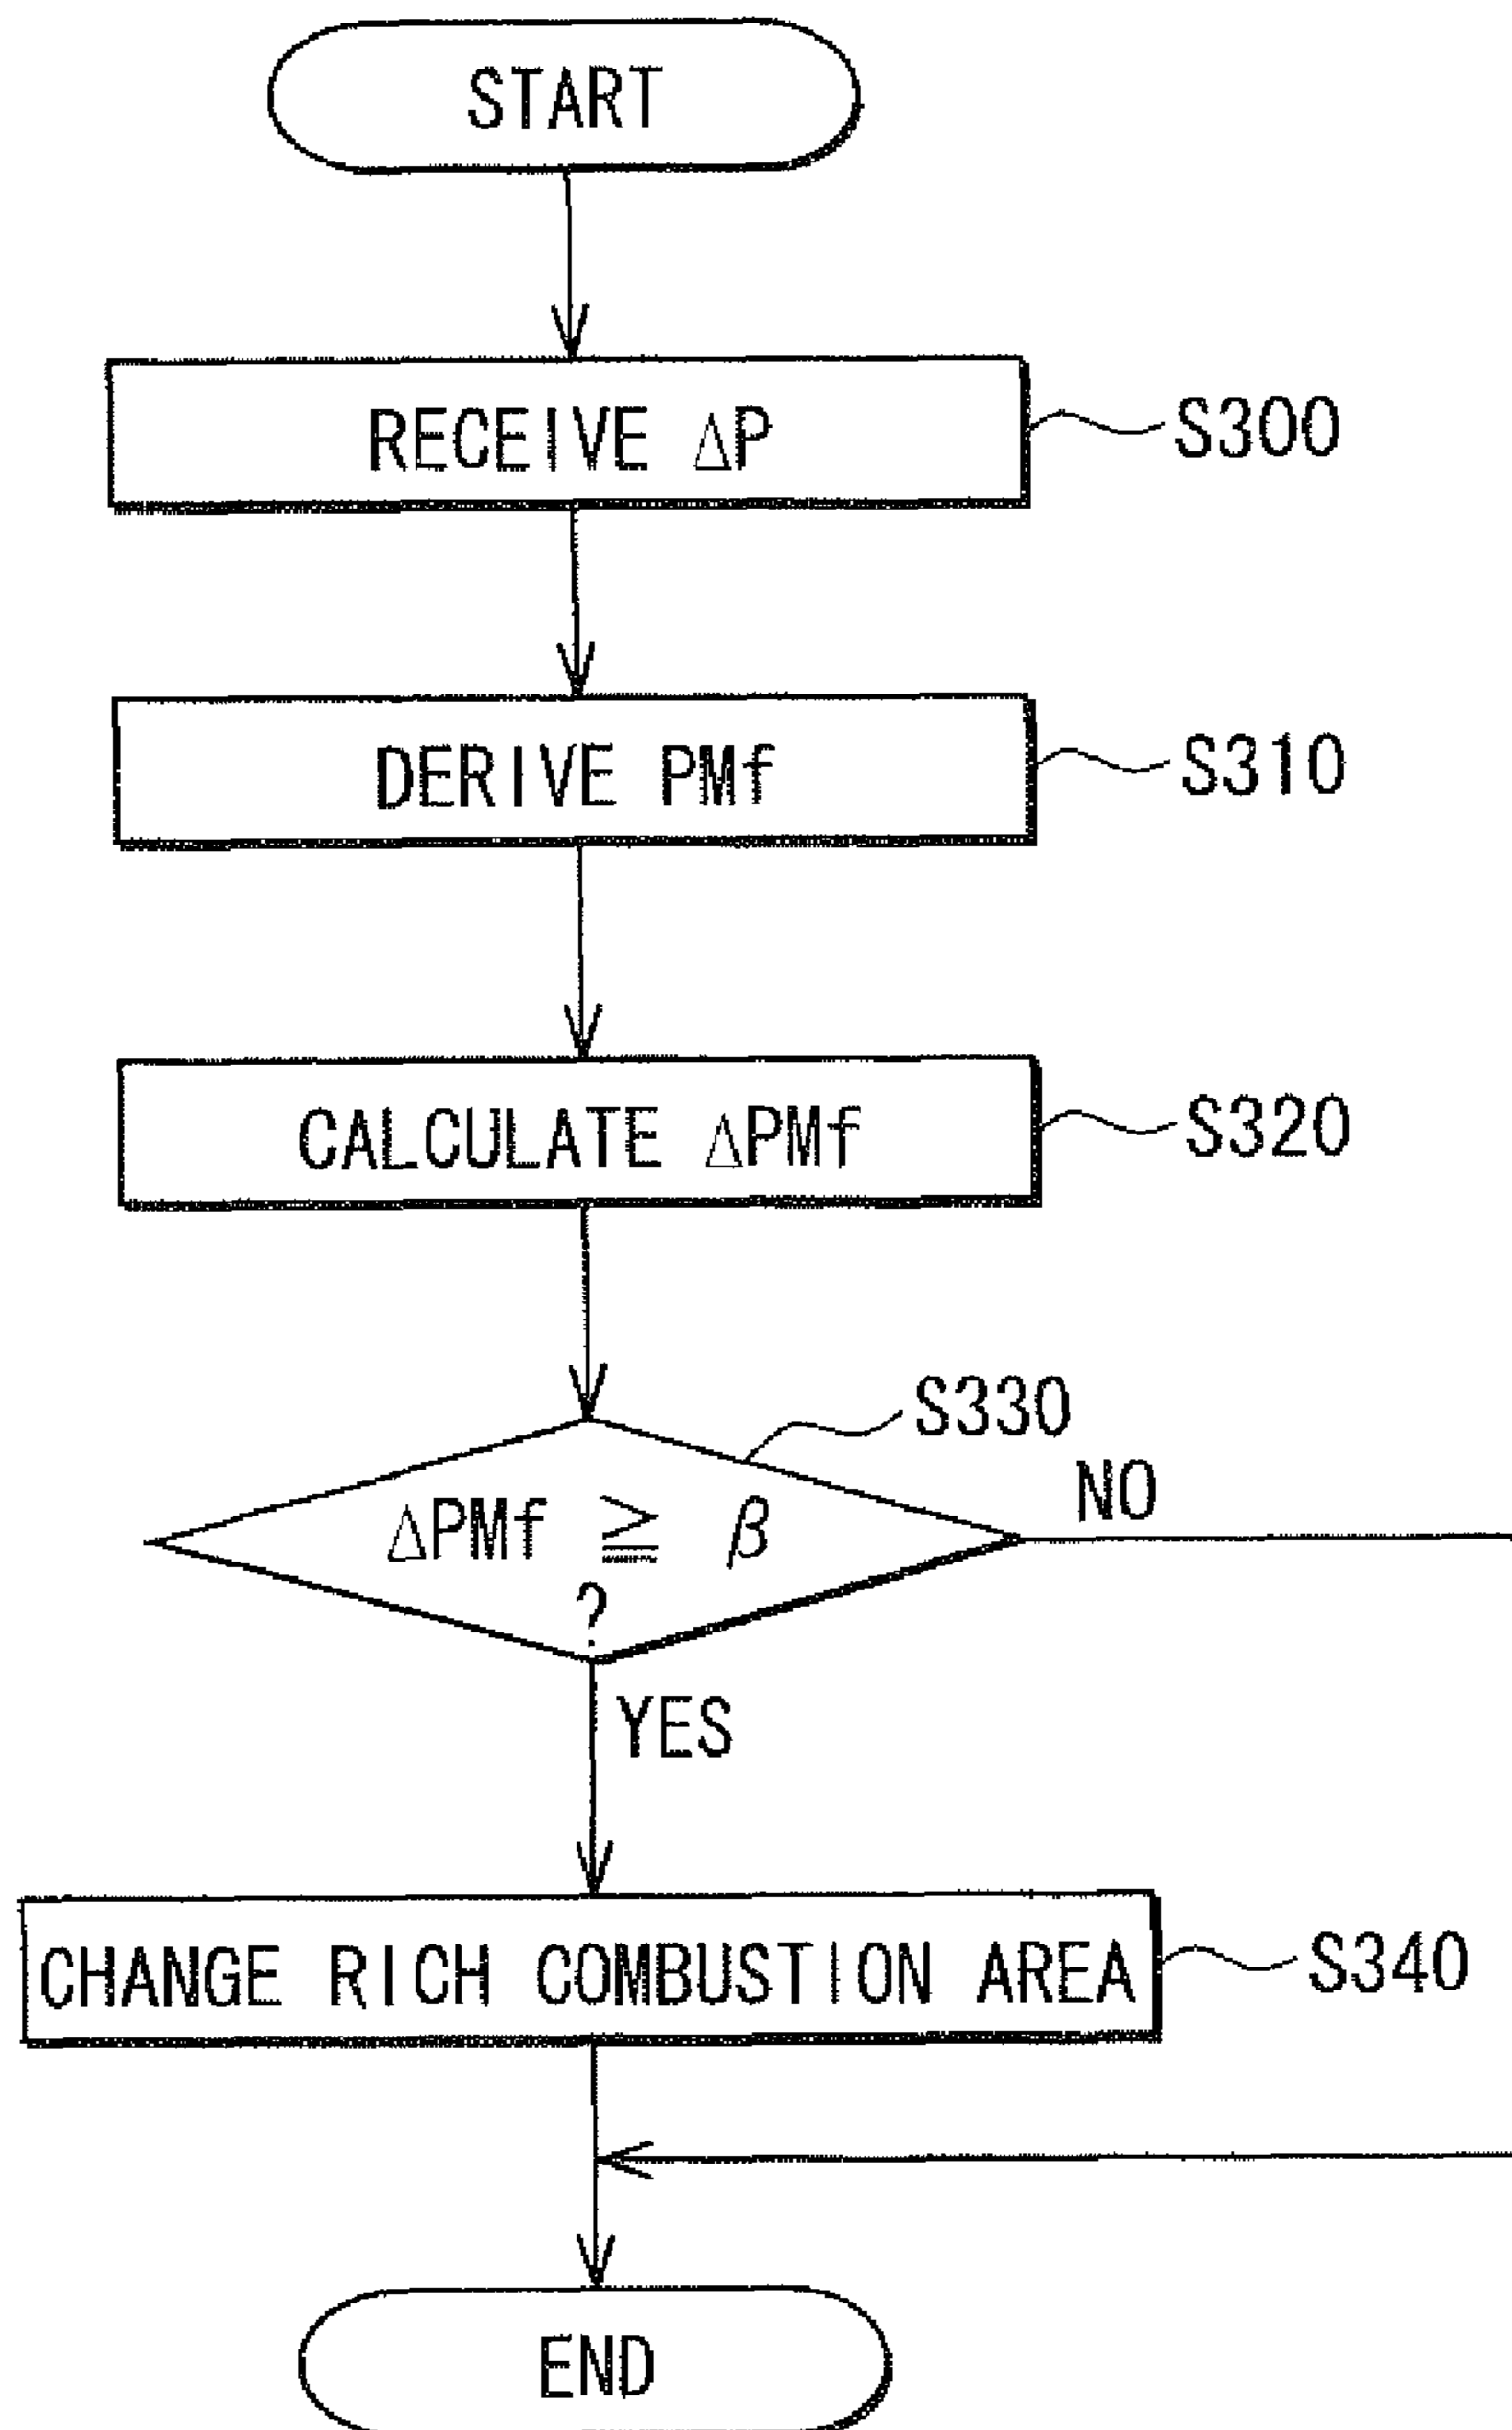 START
RECEIVE ΔP
S300
DERIVE PMf
S310
CALCULATE ΔPMf
S320
S330
ΔPMf ≧ β
?
NO
YES
CHANGE RICH COMBUSTION AREA
S340
END